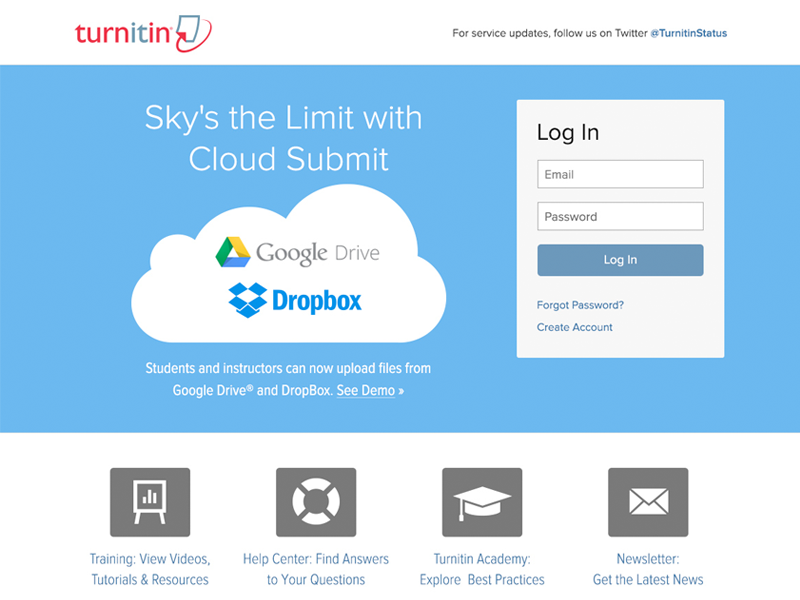 turnitin
For service updates, follow us on Twitter @TurnitinStatus
Sky's the Limit with
Cloud Submit
Google Drive
Dropbox
Students and instructors can now upload files from
Google Drive® and DropBox. See Demo »
Log In
Email
Password
Log In
Forgot Password?
Create Account
Training: View Videos,
Tutorials & Resources
Help Center: Find Answers
to Your Questions
Turnitin Academy:
Explore Best Practices
Newsletter:
Get the Latest News